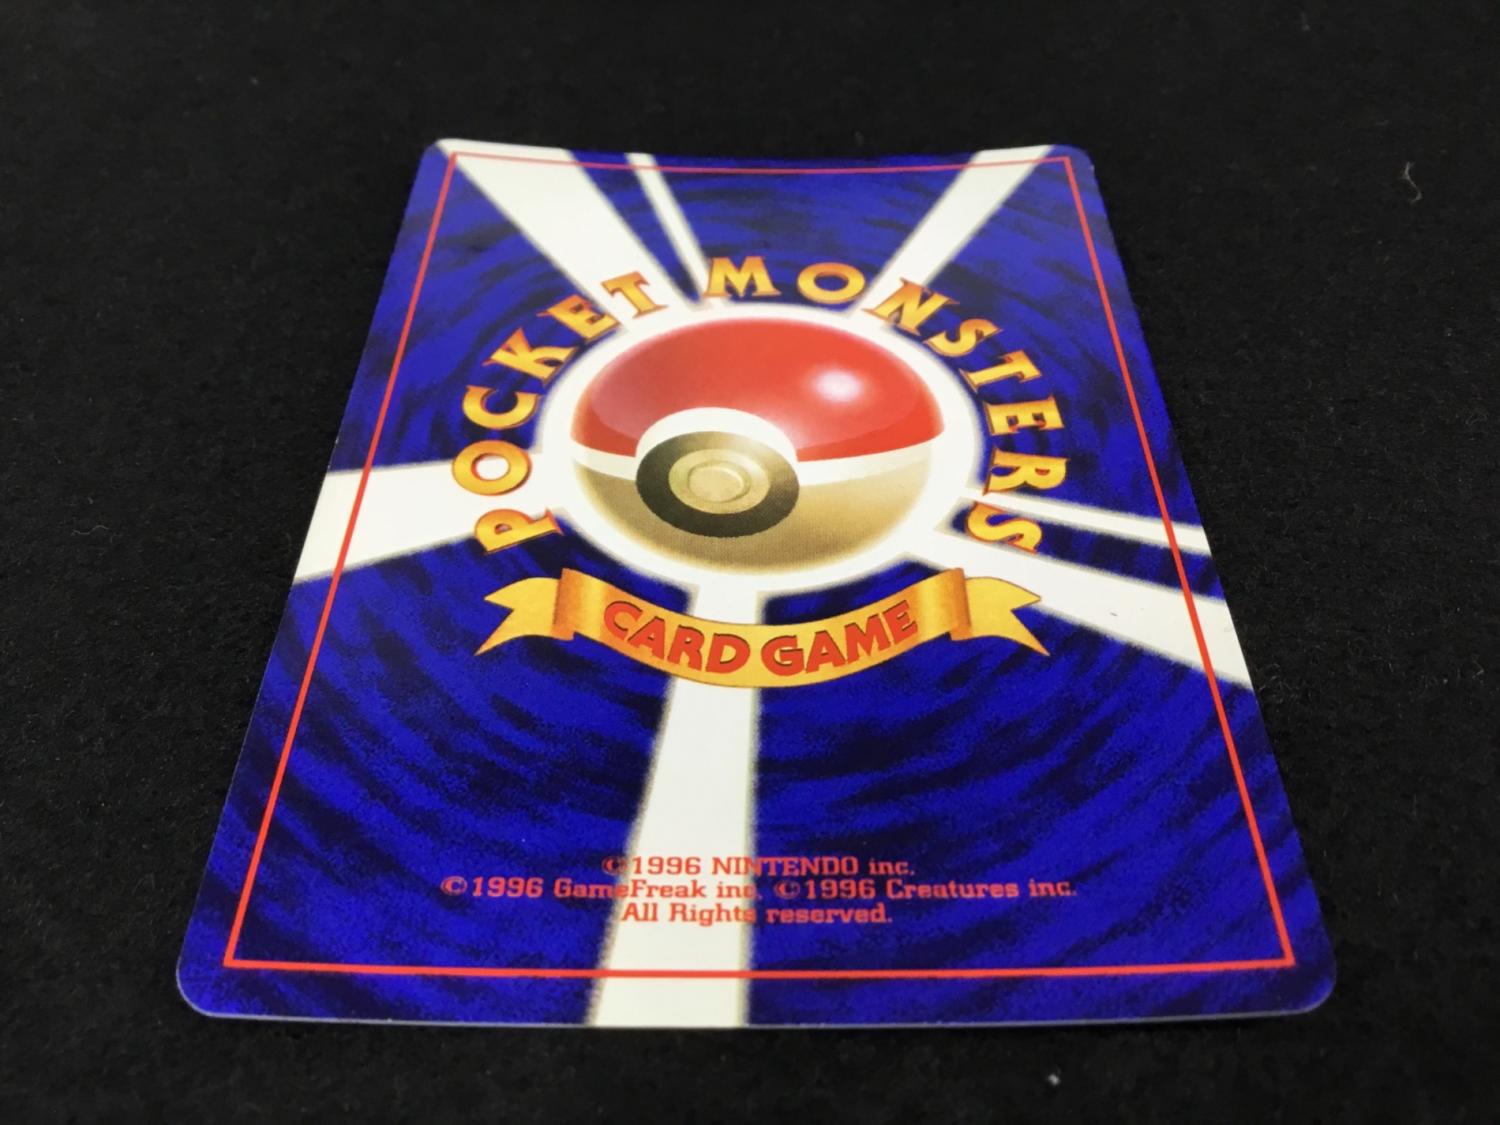 POCKET MONSTERS
CARD GAME
©1996 NINTENDO inc.
©1996 GameFreak inc. ©1996 Creatures inc.
All Rights reserved.